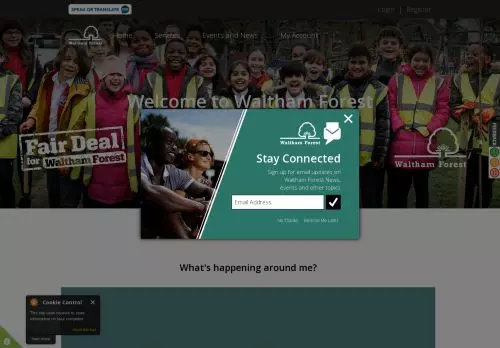 SPEAK OR TRANSLATE
Login | Register
Waltham Forest
Home
Services
Events and News
My Account
Welcome to Waltham Forest
Fair Deal
for Waltham Forest
Waltham Forest
Waltham Forest
Stay Connected
Sign up for email updates on
Waltham Forest News,
events and other topics.
Email Address
No Thanks
Remind Me Later
What's happening around me?
Cookie Control
This site uses cookies to store
information on your computer.